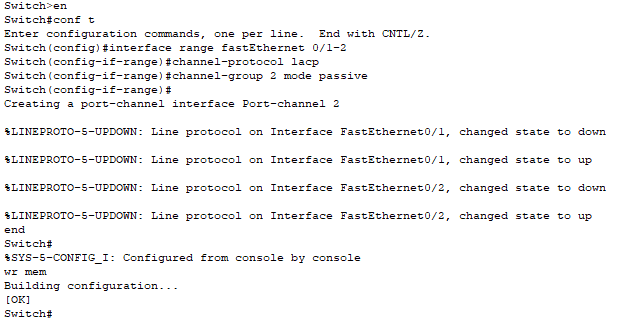 Switch>en
Switch#conf t
Enter configuration commands, one per line.  End with CNTL/Z.
Switch(config)#interface range fastEthernet 0/1-2
Switch(config-if-range)#channel-protocol lacp
Switch(config-if-range)#channel-group 2 mode passive
Switch(config-if-range)#
Creating a port-channel interface Port-channel 2
%LINEPROTO-5-UPDOWN: Line protocol on Interface FastEthernet0/1, changed state to down
%LINEPROTO-5-UPDOWN: Line protocol on Interface FastEthernet0/1, changed state to up
%LINEPROTO-5-UPDOWN: Line protocol on Interface FastEthernet0/2, changed state to down
%LINEPROTO-5-UPDOWN: Line protocol on Interface FastEthernet0/2, changed state to up
end
Switch#
%SYS-5-CONFIG_I: Configured from console by console
wr mem
Building configuration...
[OK]
Switch#